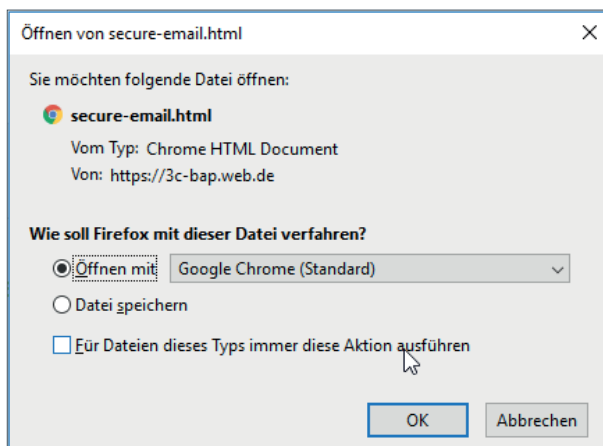 Öffnen von secure-email.html
Sie möchten folgende Datei öffnen:
secure-email.html
Vom Typ: Chrome HTML Document
Von: https://3c-bap.web.de
Wie soll Firefox mit dieser Datei verfahren?
Öffnen mit Google Chrome (Standard)
Datei speichern
Für Dateien dieses Typs immer diese Aktion ausführen
OK Abbrechen